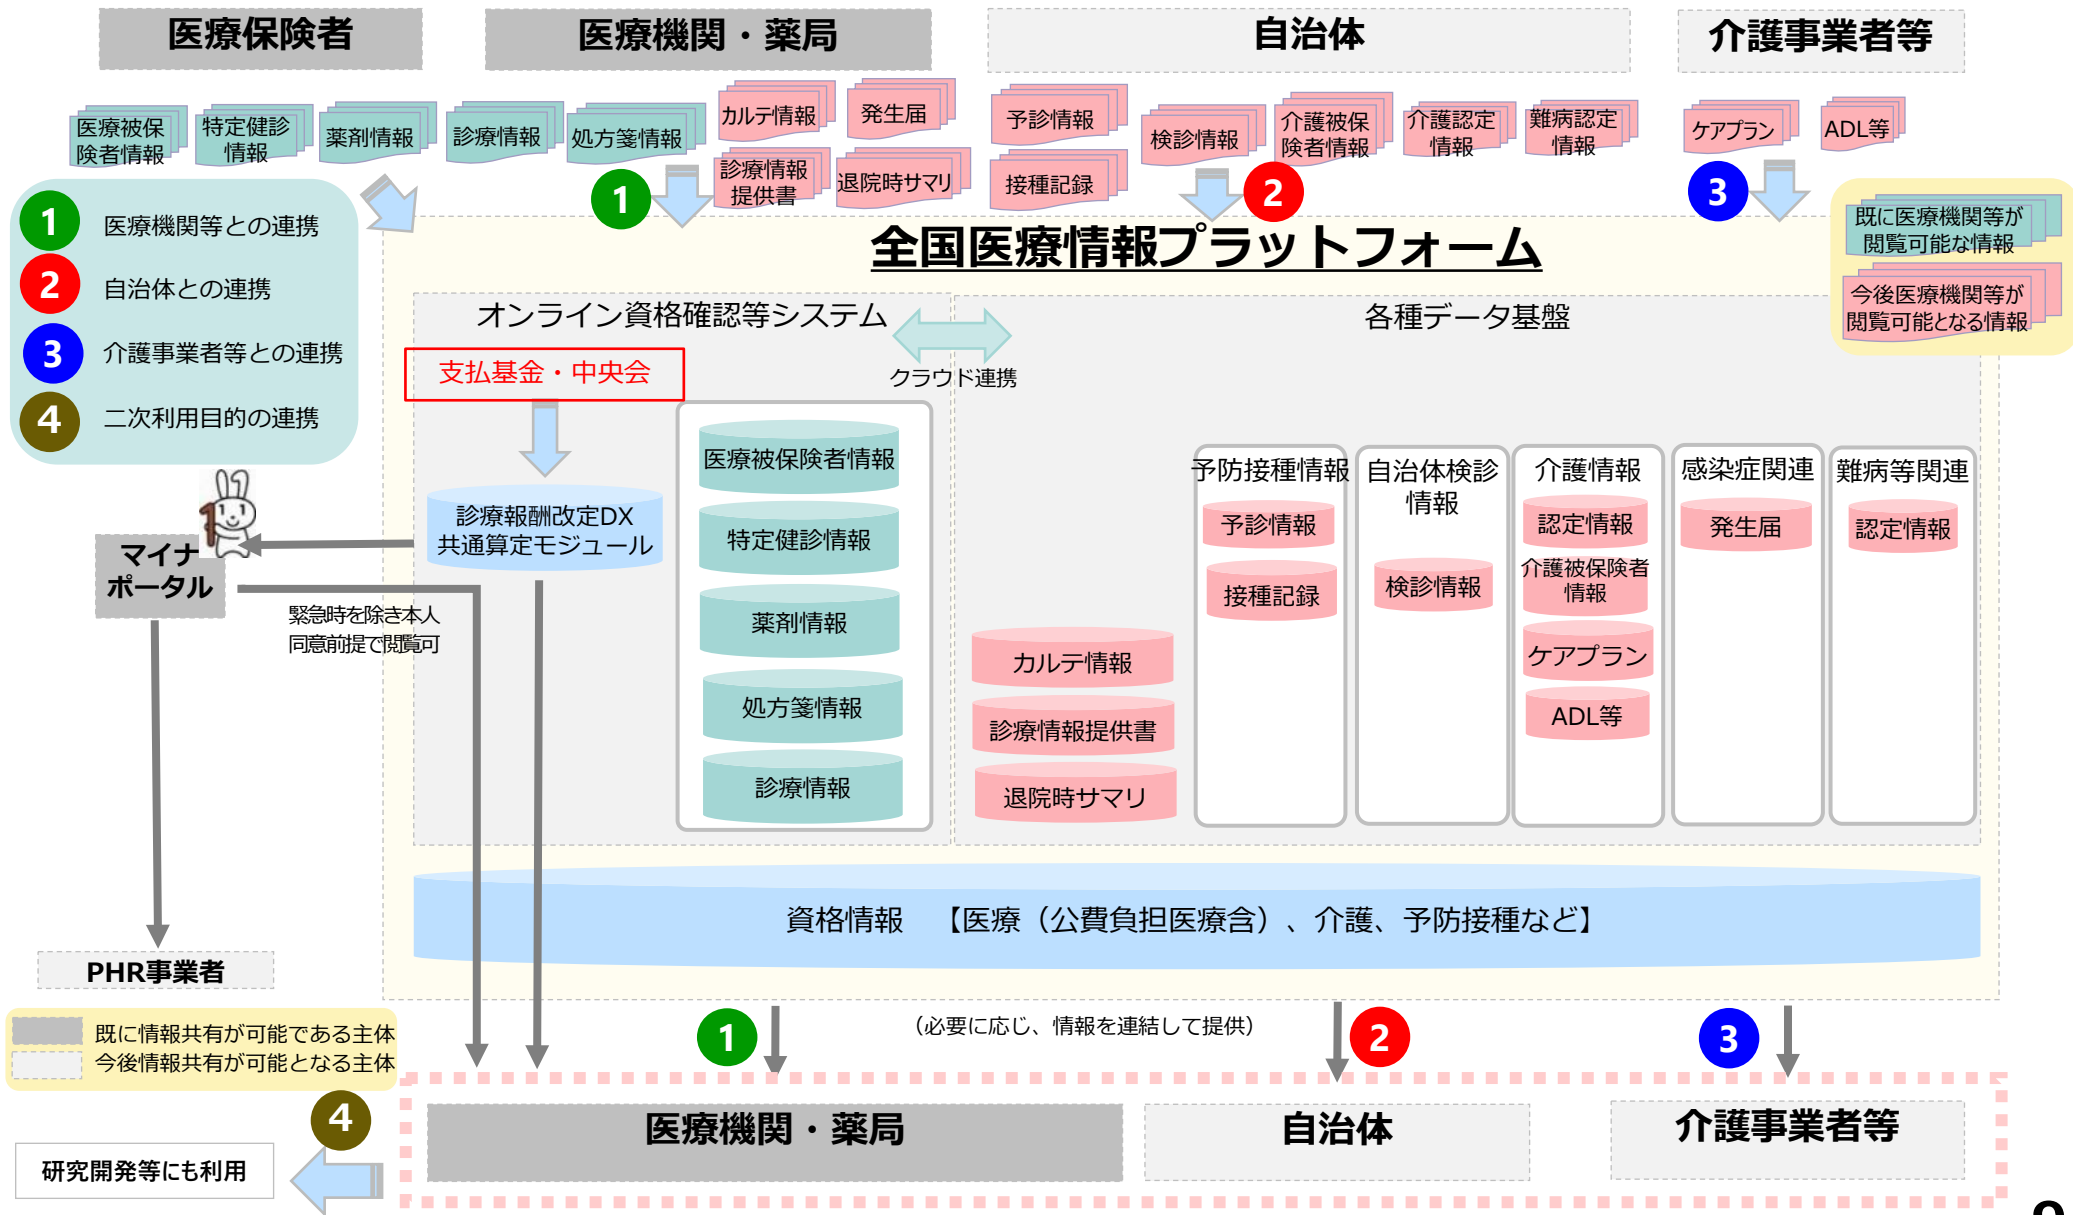 医療保険者
医療機関・薬局
自治体
介護事業者等
医療被保
険者情報
特定健診
情報
薬剤情報
診療情報
処方箋情報
カルテ情報
発生届
診療情報
提供書
退院時サマリ
予診情報
接種記録
検診情報
介護被保
険者情報
介護認定
情報
難病認定
情報
ケアプラン
ADL等
1
2
3
1 医療機関等との連携
2 自治体との連携
3 介護事業者等との連携
4 二次利用目的の連携
既に医療機関等が
閲覧可能な情報
今後医療機関等が
閲覧可能となる情報
全国医療情報プラットフォーム
オンライン資格確認等システム
クラウド連携
各種データ基盤
支払基金・中央会
診療報酬改定DX
共通算定モジュール
医療被保険者情報
特定健診情報
薬剤情報
処方箋情報
診療情報
カルテ情報
診療情報提供書
退院時サマリ
予防接種情報
予診情報
接種記録
自治体検診
情報
検診情報
介護情報
認定情報
介護被保険者
情報
ケアプラン
ADL等
感染症関連
発生届
難病等関連
認定情報
マイナ
ポータル
緊急時を除き本人
同意前提で閲覧可
資格情報 【医療（公費負担医療含）、介護、予防接種など】
PHR事業者
既に情報共有が可能である主体
今後情報共有が可能となる主体
1
（必要に応じ、情報を連結して提供）
2
3
4
医療機関・薬局
自治体
介護事業者等
研究開発等にも利用